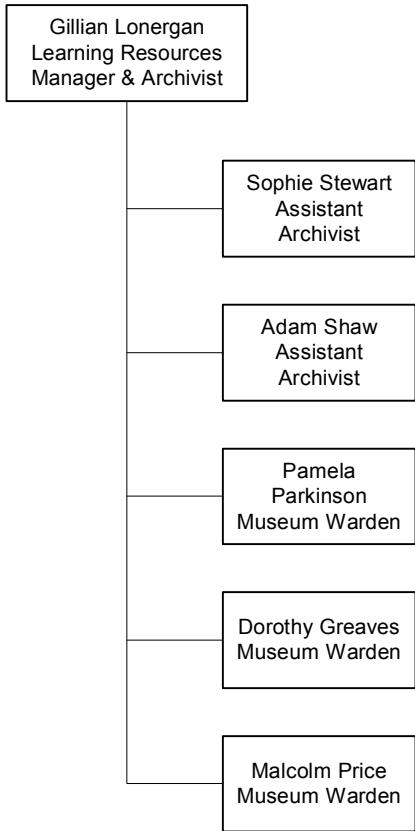 Gillian Lonergan
Learning Resources
Manager & Archivist
Sophie Stewart
Assistant
Archivist
Adam Shaw
Assistant
Archivist
Pamela
Parkinson
Museum Warden
Dorothy Greaves
Museum Warden
Malcolm Price
Museum Warden